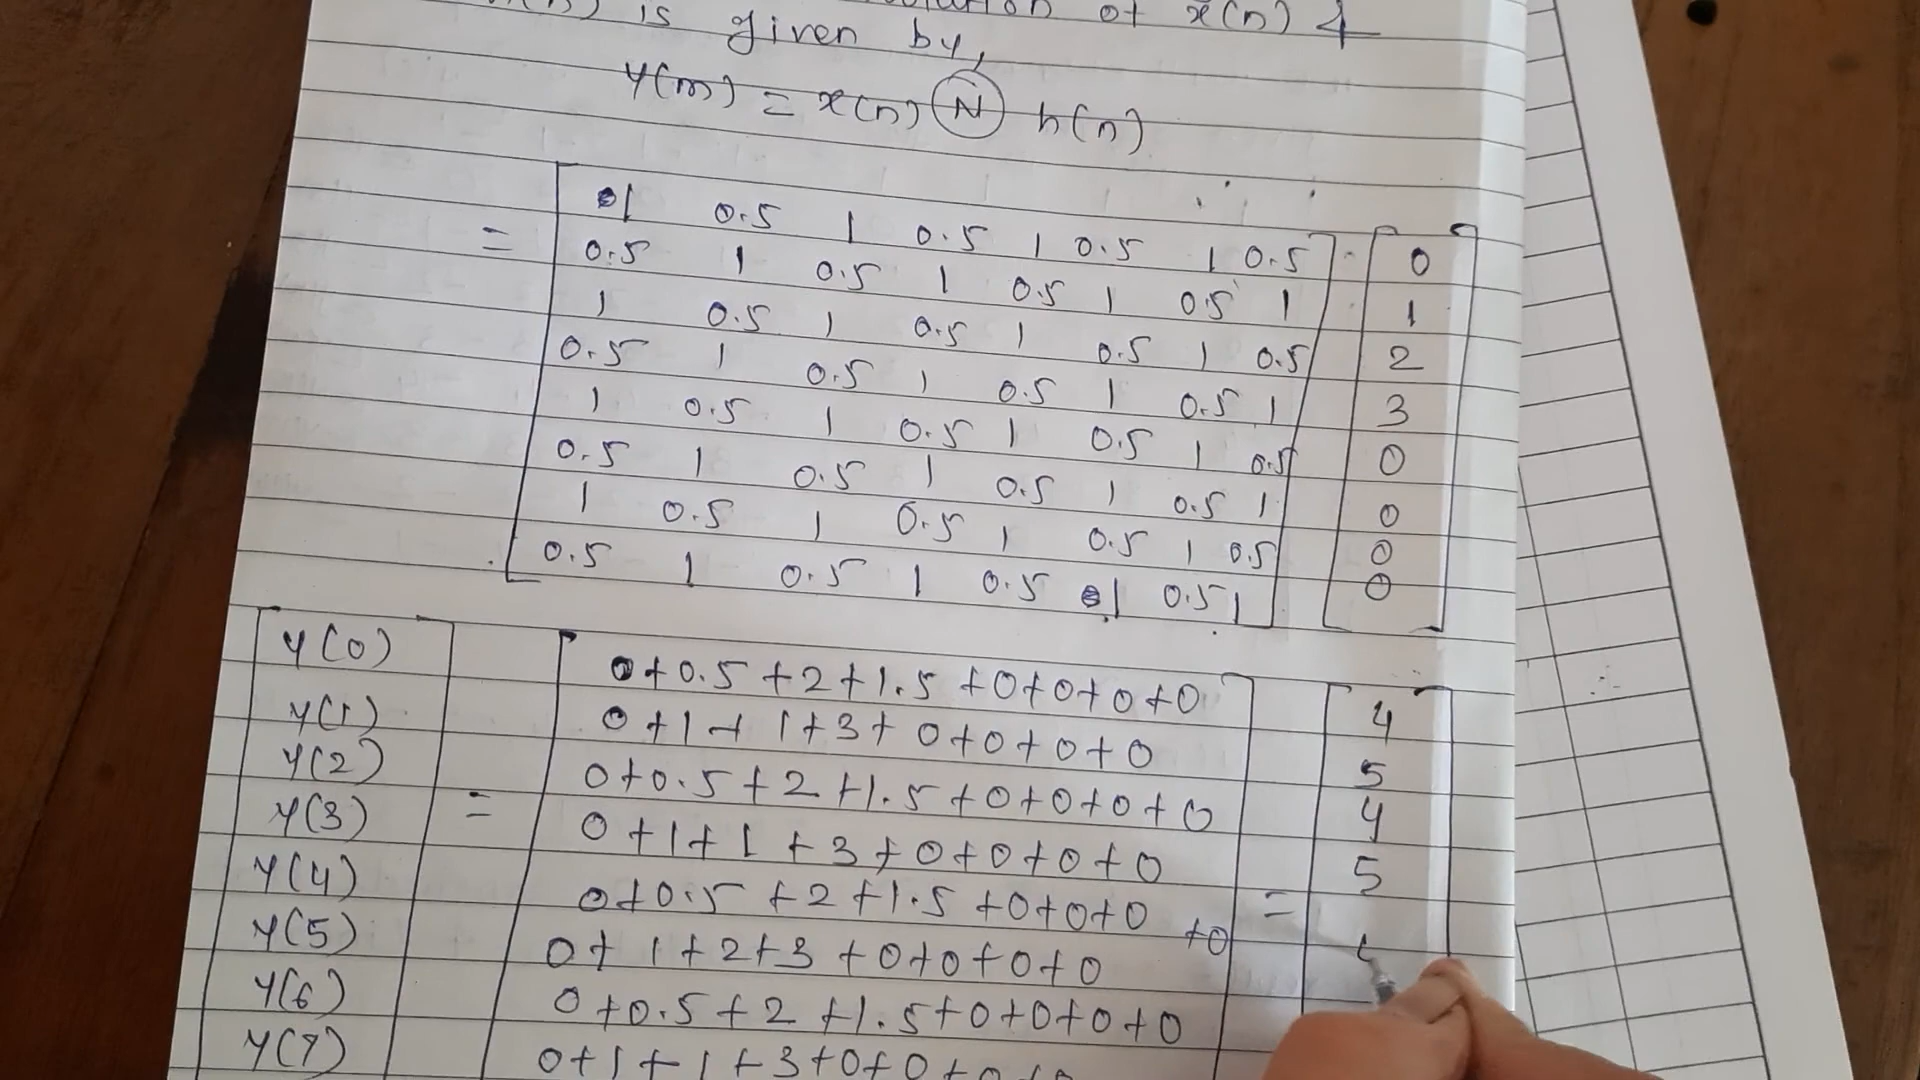 is given by,
y(m) = x(n) Ⓝ h(n)
= [ 1 0.5 1 0.5 1 0.5 1 0.5 ] [ 0 ]
0.5 1 0.5 1 0.5 1 0.5 1 1
1 0.5 1 0.5 1 0.5 1 0.5 2
0.5 1 0.5 1 0.5 1 0.5 1 3
1 0.5 1 0.5 1 0.5 1 0.5 0
0.5 1 0.5 1 0.5 1 0.5 1 0
1 0.5 1 0.5 1 0.5 1 0.5 0
0.5 1 0.5 1 0.5 1 0.5 1 0
y(0) 0+0.5+2+1.5+0+0+0+0 4
y(1) 0+1+1+3+0+0+0+0 5
y(2) 0+0.5+2+1.5+0+0+0+0 4
y(3) = 0+1+1+3+0+0+0+0 5
y(4) 0+0.5+2+1.5+0+0+0+0 =
y(5) 0+1+2+3+0+0+0+0
y(6) 0+0.5+2+1.5+0+0+0+0
y(7) 0+1+1+3+0+0+0+0